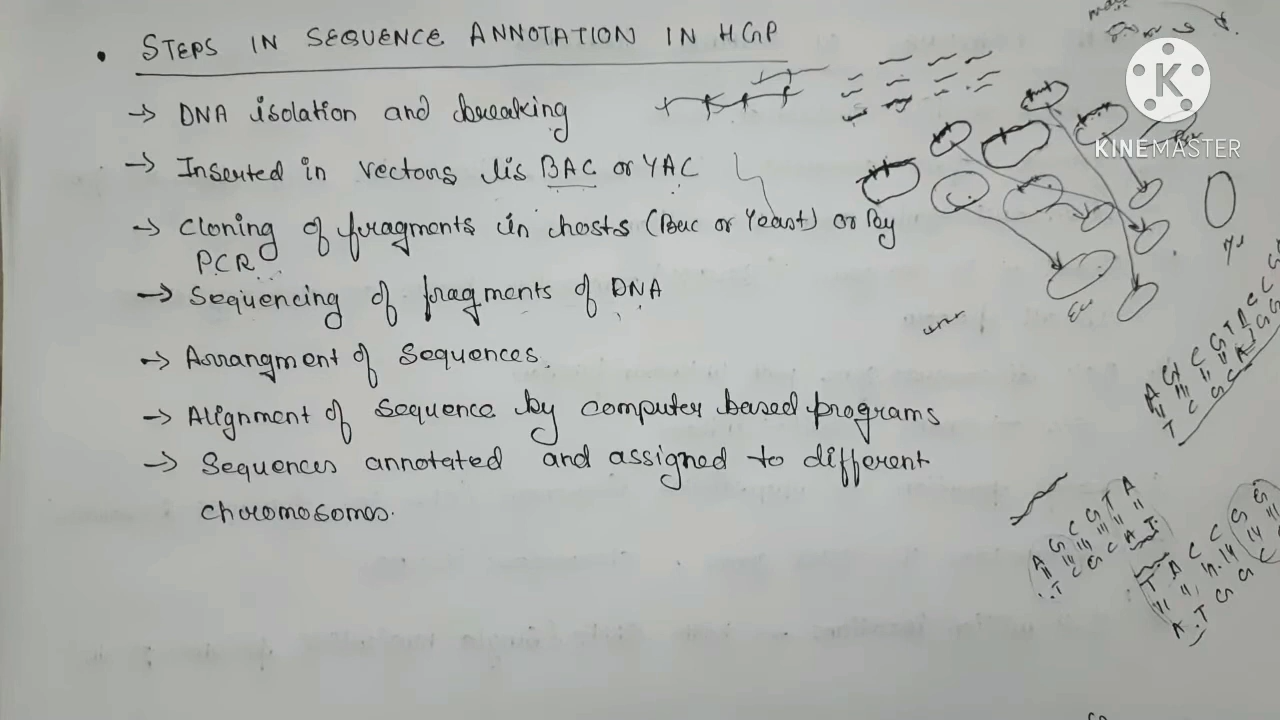 • STEPS IN SEQUENCE ANNOTATION IN HGP
→ DNA isolation and breaking
→ Inserted in vectors lis BAC or YAC
→ Cloning of fragments in hosts (Bac or Yeast) or By
PCR
→ Sequencing of fragments of DNA
→ Arrangment of Sequences.
→ Alignment of Sequence by computer based programs
→ Sequences annotated and assigned to different
chromosomes.
K
KINEMASTER
A G C G T A
T C G C A T